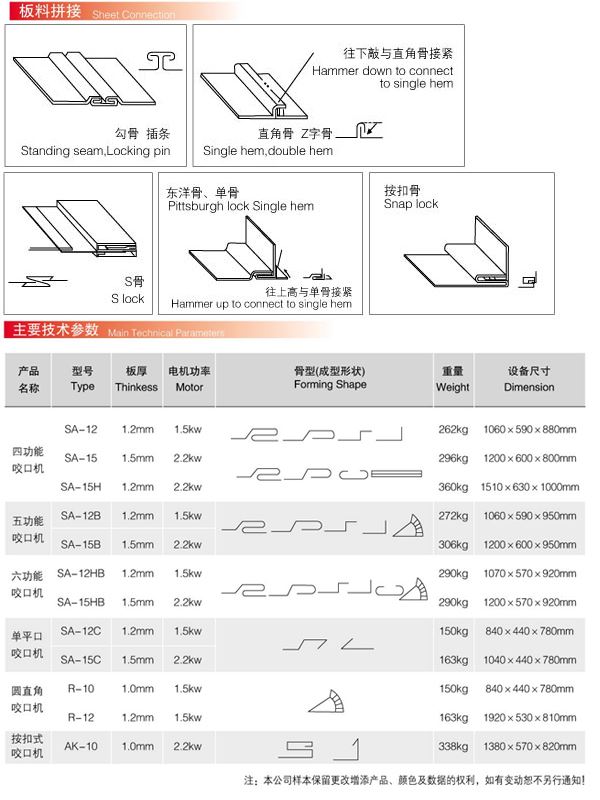 板料拼接 Sheet Connection
往下敲与直角骨接紧
Hammer down to connect
to single hem
勾骨 插条
Standing seam,Locking pin
直角骨 Z字骨
Single hem,double hem
S骨
S lock
东洋骨、单骨
Pittsburgh lock Single hem
往上高与单骨接紧
Hammer up to connect to single hem
按扣骨
Snap lock
主要技术参数 Main Technical Parameters
产品 型号 板厚 电机功率 骨型(成型形状) 重量 设备尺寸
名称 Type Thinkess Motor Forming Shape Weight Dimension
四功能
咬口机
SA-12 1.2mm 1.5kw 262kg 1060×590×880mm
SA-15 1.5mm 2.2kw 296kg 1200×600×800mm
SA-15H 1.2mm 2.2kw 360kg 1510×630×1000mm
五功能
咬口机
SA-12B 1.2mm 1.5kw 272kg 1060×590×950mm
SA-15B 1.5mm 2.2kw 306kg 1200×600×950mm
六功能
咬口机
SA-12HB 1.2mm 1.5kw 290kg 1070×570×920mm
SA-15HB 1.5mm 2.2kw 290kg 1200×570×920mm
单平口
咬口机
SA-12C 1.2mm 1.5kw 150kg 840×440×780mm
SA-15C 1.5mm 2.2kw 163kg 1040×440×780mm
圆直角
咬口机
R-10 1.0mm 1.5kw 150kg 840×440×780mm
R-12 1.2mm 1.5kw 163kg 1920×530×810mm
按扣式
咬口机
AK-10 1.0mm 2.2kw 338kg 1380×570×820mm
注：本公司样本保留更改增添产品、颜色及数据的权利，如有变动恕不另行通知!